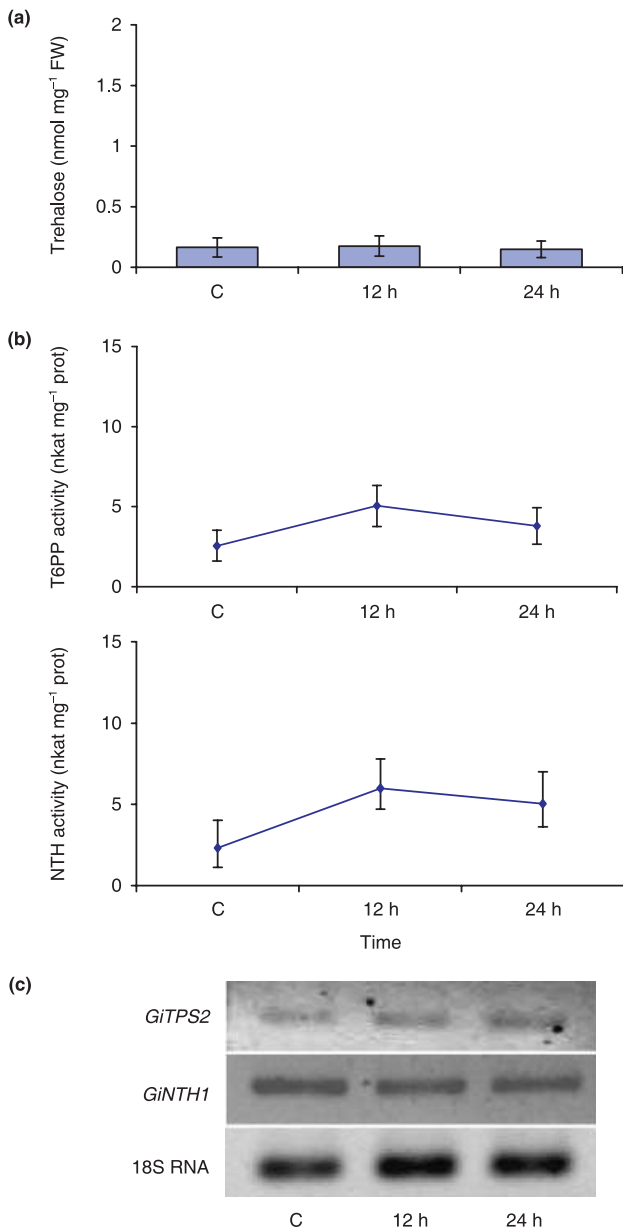 (a)
Trehalose (nmol mg⁻¹ FW)
2
1.5
1
0.5
0
C 12 h 24 h
(b)
T6PP activity (nkat mg⁻¹ prot)
15
10
5
0
C 12 h 24 h
NTH activity (nkat mg⁻¹ prot)
15
10
5
0
C 12 h 24 h
Time
(c)
GiTPS2
GiNTH1
18S RNA
C 12 h 24 h